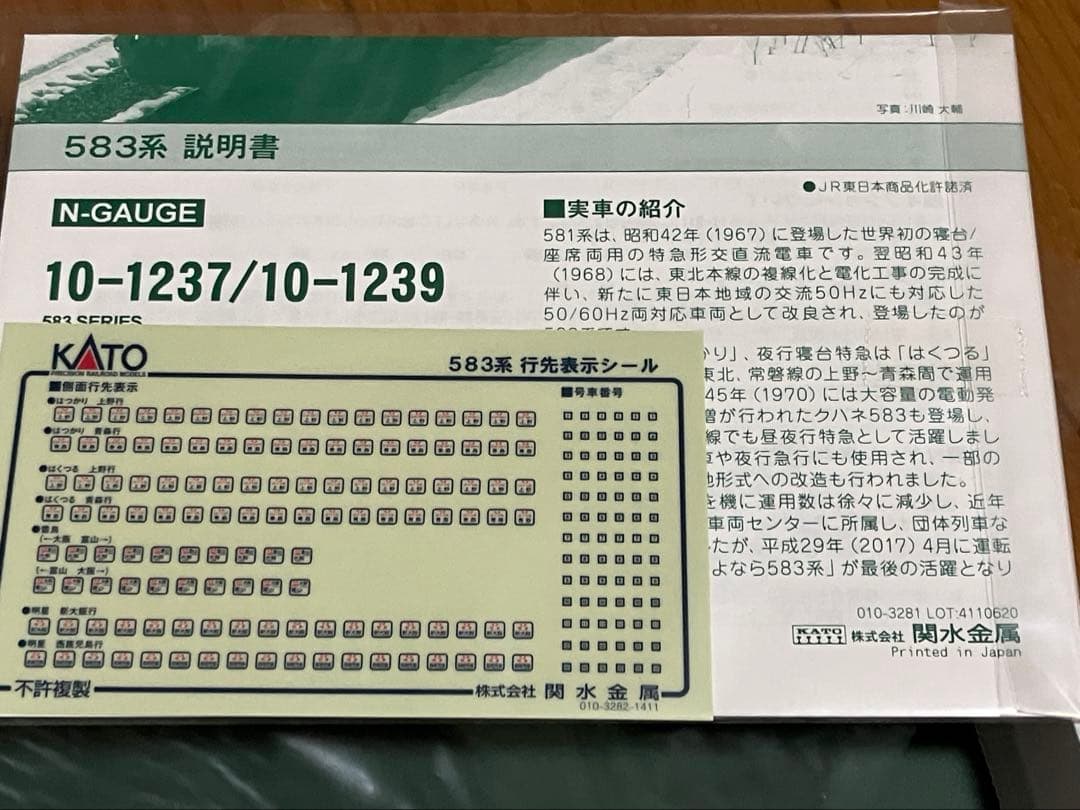 写真：川崎 大輔
583系 説明書
●JR東日本商品化許諾済
N-GAUGE
10-1237/10-1239
583 SERIES
■実車の紹介
581系は、昭和42年(1967)に登場した世界初の寝台/
座席両用の特急形交直流電車です。翌昭和43年
(1968)には、東北本線の複線化と電化工事の完成に
伴い、新たに東日本地域の交流50Hzにも対応した
50/60Hz両対応車両として改良され、登場したのが
り」、夜行寝台特急は「はくつる」
東北、常磐線の上野～青森間で運用
45年(1970)には大容量の電動発
増が行われたクハネ583も登場し、
線でも昼夜行特急として活躍しまし
車や夜行急行にも使用され、一部の
地形式への改造も行われました。
を機に運用数は徐々に減少し、近年
車両センターに所属し、団体列車な
たが、平成29年(2017)4月に運転
よなら583系」が最後の活躍となり
010-3281 LOT:4110620
KATO 株式会社 関水金属
Printed in Japan
KATO
PRECISION RAILROAD MODELS
583系 行先表示シール
■側面行先表示
■号車番号
●はつかり 上野行
●はつかり 青森行
●はくつる 上野行
●はくつる 青森行
●雷鳥
(←大阪 富山→)
(←富山 大阪→)
●明星 新大阪行
●明星 西鹿児島行
不許複製
株式会社 関水金属
010-3282-1411